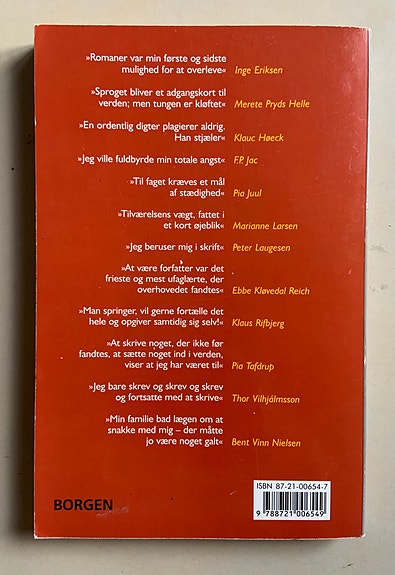 »Romaner var min første og sidste
mulighed for at overleve« Inge Eriksen
»Sproget bliver et adgangskort til
verden; men tungen er kløftet« Merete Pryds Helle
»En ordentlig digter plagierer aldrig.
Han stjæler« Klauc Høeck
»Jeg ville fuldbyrde min totale angst« F.P. Jac
»Til faget kræves et mål
af stædighed« Pia Juul
»Tilværelsens vægt, fattet i
et kort øjeblik« Marianne Larsen
»Jeg beruser mig i skrift« Peter Laugesen
»At være forfatter var det
frieste og mest ufaglærte, der
overhovedet fandtes« Ebbe Kløvedal Reich
»Man springer, vil gerne fortælle det
hele og opgiver samtidig sig selv!« Klaus Rifbjerg
»At skrive noget, der ikke før
fandtes, at sætte noget ind i verden,
viser at jeg har været til« Pia Tafdrup
»Jeg bare skrev og skrev og skrev
og fortsatte med at skrive« Thor Vilhjálmsson
»Min familie bad lægen om at
snakke med mig – der måtte
jo være noget galt« Bent Vinn Nielsen
ISBN 87-21-00654-7
9 788721 006549
BORGEN